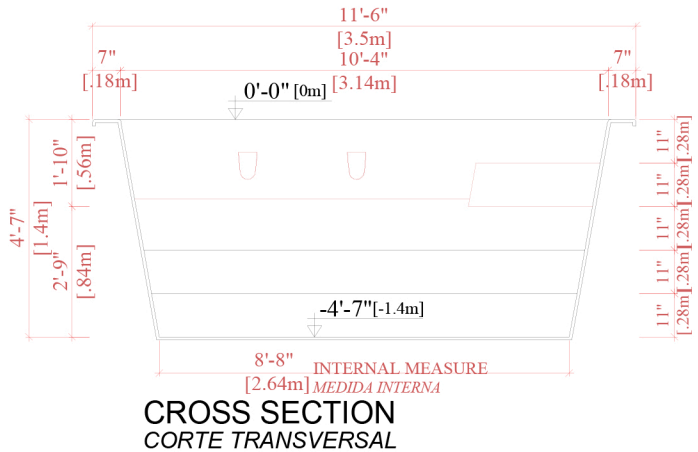 11'-6"
[3.5m]
7"
[.18m]
10'-4"
[3.14m]
7"
[.18m]
0'-0" [0m]
4'-7"
[1.4m]
1'-10"
[.56m]
2'-9"
[.84m]
11"
[.28m]
11"
[.28m]
11"
[.28m]
11"
[.28m]
11"
[.28m]
-4'-7" [-1.4m]
8'-8" INTERNAL MEASURE
[2.64m] MEDIDA INTERNA
CROSS SECTION
CORTE TRANSVERSAL